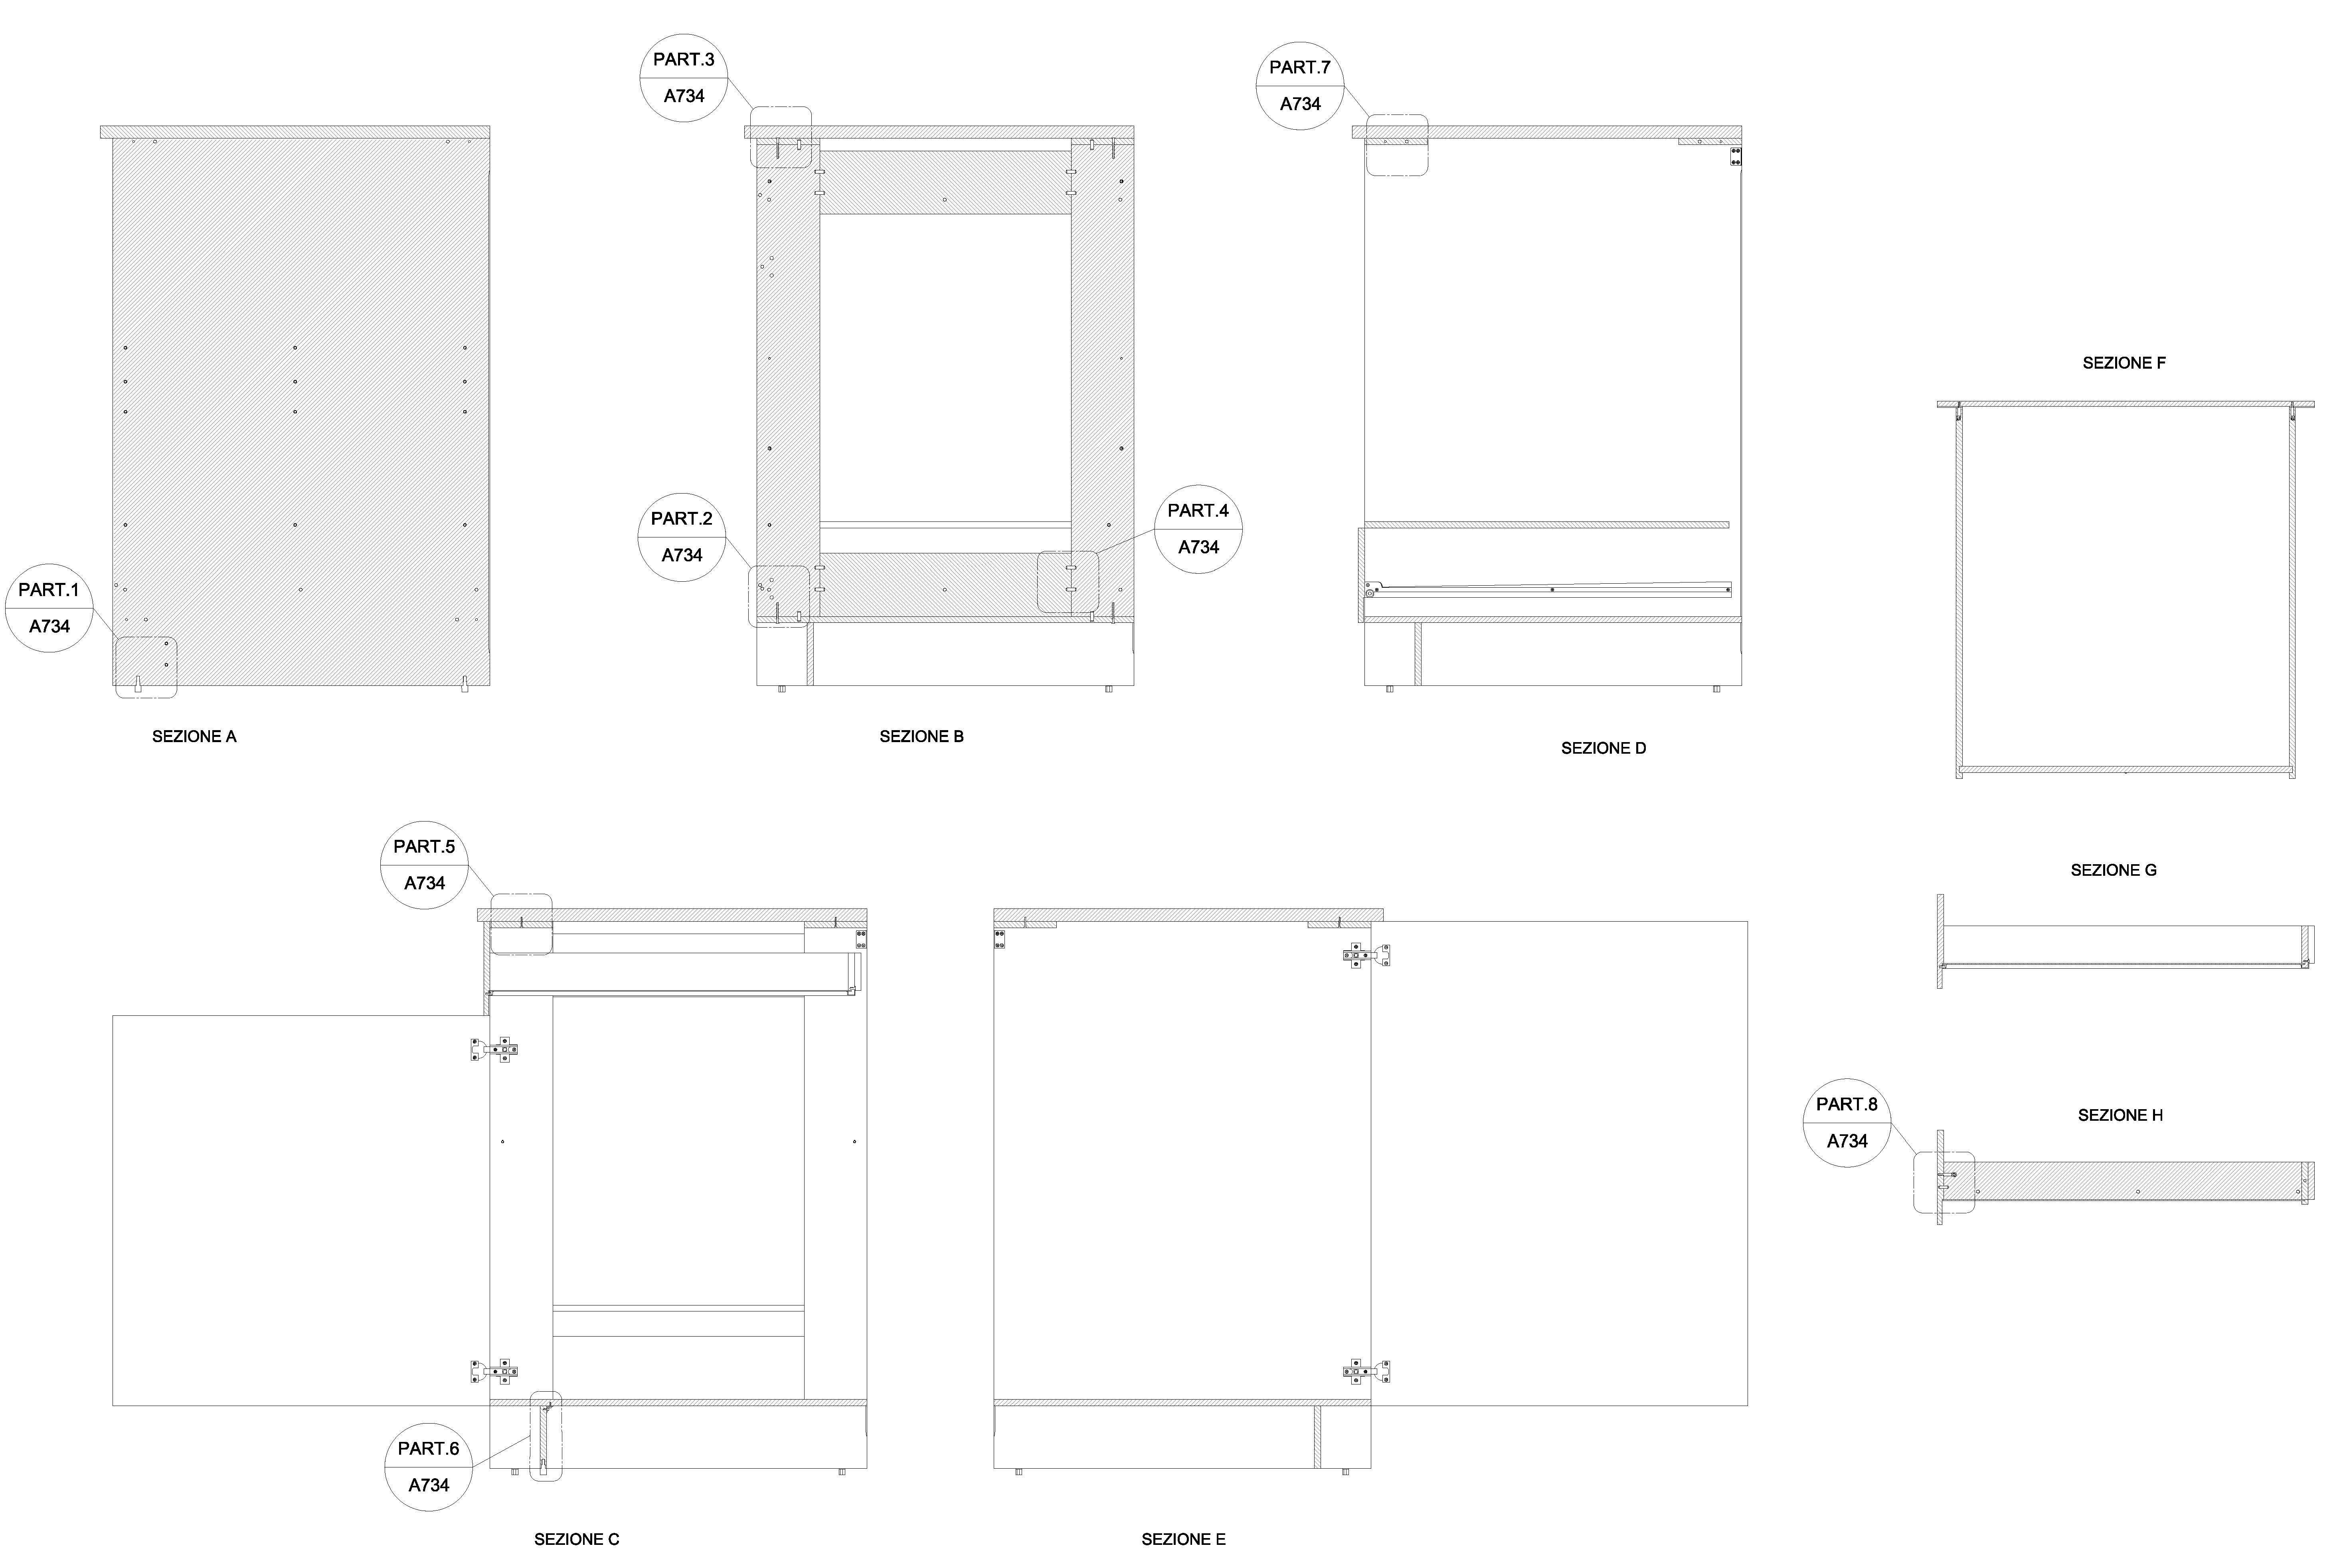 PART.3
A734
PART.7
A734
SEZIONE F
PART.2
A734
PART.4
A734
PART.1
A734
SEZIONE A
SEZIONE B
SEZIONE D
PART.5
A734
SEZIONE G
PART.8
A734
SEZIONE H
PART.6
A734
SEZIONE C
SEZIONE E